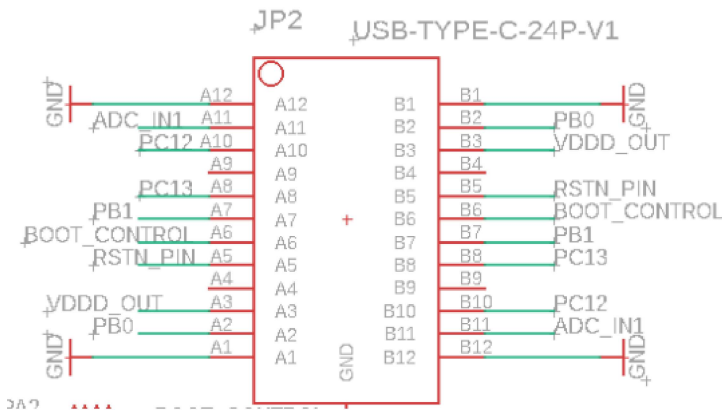 JP2 USB-TYPE-C-24P-V1
GND A12 A12 B1 B1 GND
ADC_IN1 A11 A11 B2 B2 PB0
PC12 A10 A10 B3 B3 VDDD_OUT
A9 A9 B4 B4
PC13 A8 A8 B5 B5 RSTN_PIN
PB1 A7 A7 B6 B6 BOOT_CONTROL
BOOT_CONTROL A6 A6 B7 B7 PB1
RSTN_PIN A5 A5 B8 B8 PC13
A4 A4 B9 B9
VDDD_OUT A3 A3 B10 B10 PC12
PB0 A2 A2 B11 B11 ADC_IN1
GND A1 A1 GND B12 B12 GND